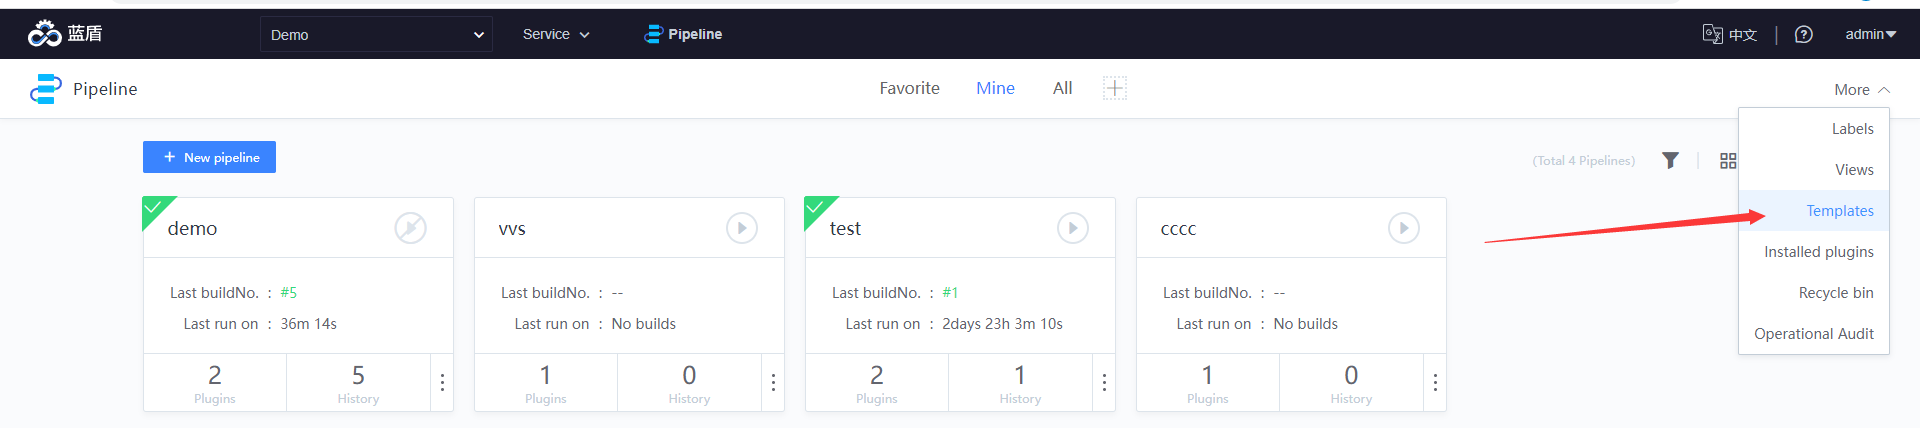 蓝盾 Demo Service Pipeline 中文 admin
Pipeline Favorite Mine All More
Labels
Views
Templates
Installed plugins
Recycle bin
Operational Audit
New pipeline (Total 4 Pipelines)
demo
Last buildNo. : #5
Last run on : 36m 14s
2 Plugins 5 History
vvs
Last buildNo. : --
Last run on : No builds
1 Plugins 0 History
test
Last buildNo. : #1
Last run on : 2days 23h 3m 10s
2 Plugins 1 History
cccc
Last buildNo. : --
Last run on : No builds
1 Plugins 0 History